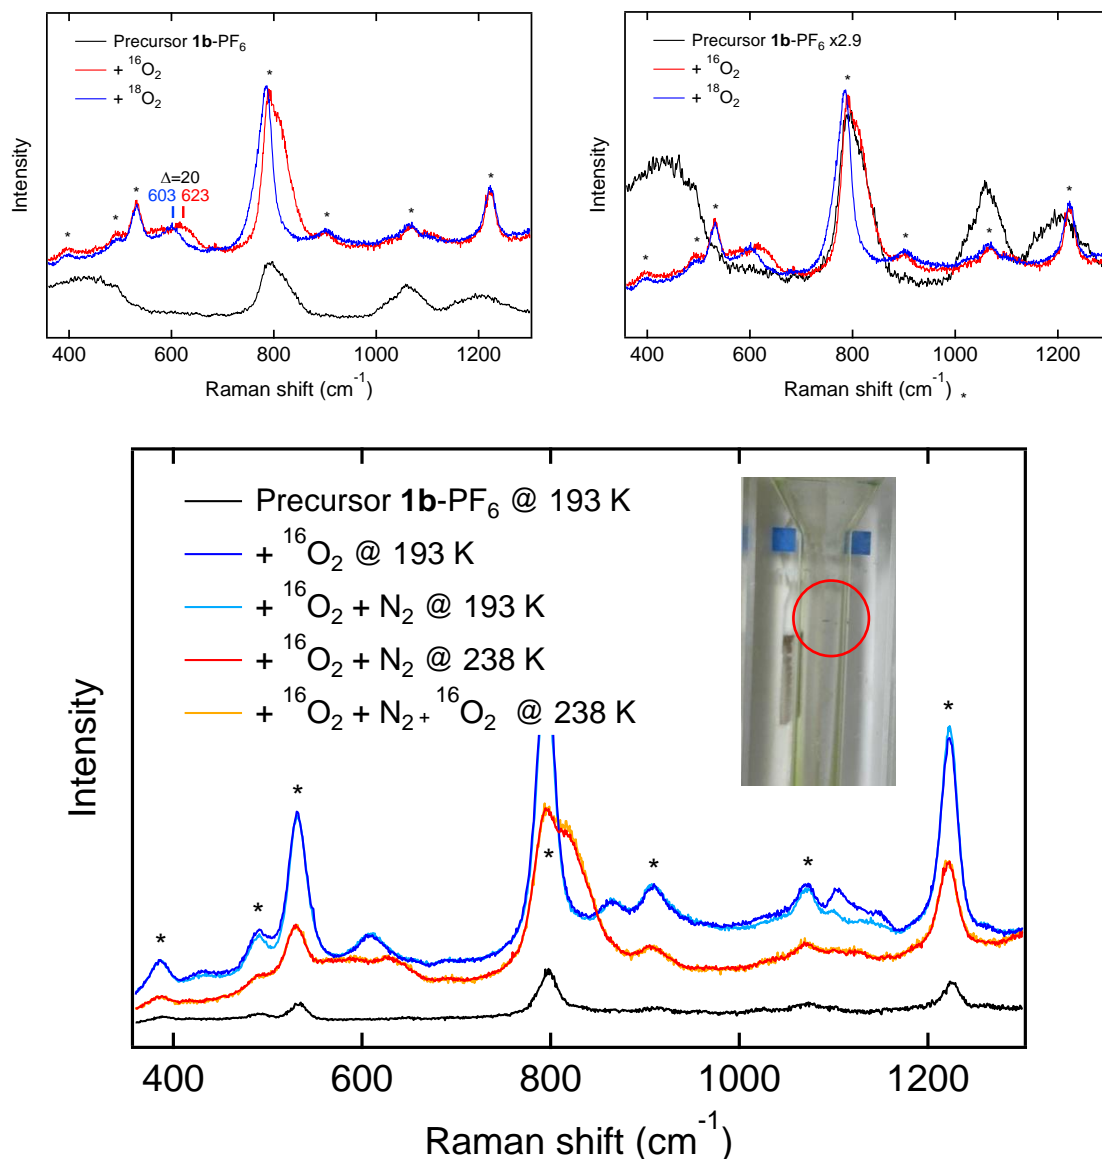 Precursor 1b-PF6
+ 16O2
+ 18O2
*
Δ=20
603 623
* * * * * *
Intensity
400 600 800 1000 1200
Raman shift (cm-1)
Precursor 1b-PF6 x2.9
+ 16O2
+ 18O2
*
* * * * * *
Intensity
400 600 800 1000 1200
Raman shift (cm-1) *
Precursor 1b-PF6 @ 193 K
+ 16O2 @ 193 K
+ 16O2 + N2 @ 193 K
+ 16O2 + N2 @ 238 K
+ 16O2 + N2 + 16O2 @ 238 K
* * * * * * * *
Intensity
400 600 800 1000 1200
Raman shift (cm-1)